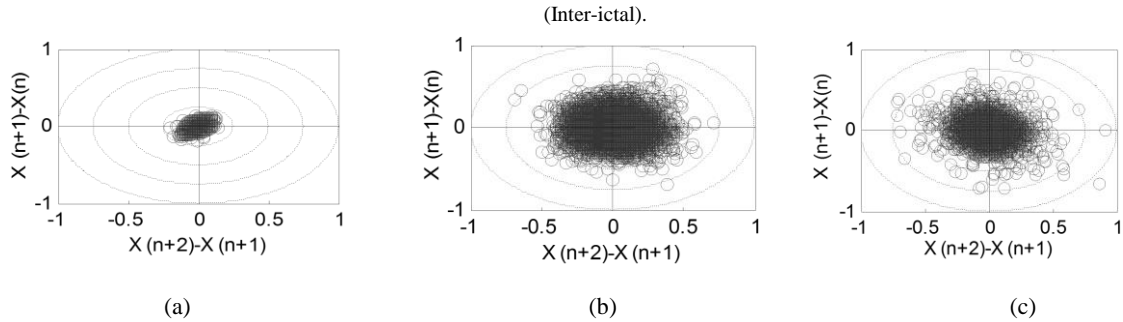 (Inter-ictal).
1
0
-1
-1 -0.5 0 0.5 1
X (n+1)-X(n)
X (n+2)-X (n+1)
(a)
1
0
-1
-1 -0.5 0 0.5 1
X (n+1)-X(n)
X (n+2)-X (n+1)
(b)
1
0
-1
-1 -0.5 0 0.5 1
X (n+1)-X(n)
X (n+2)-X (n+1)
(c)